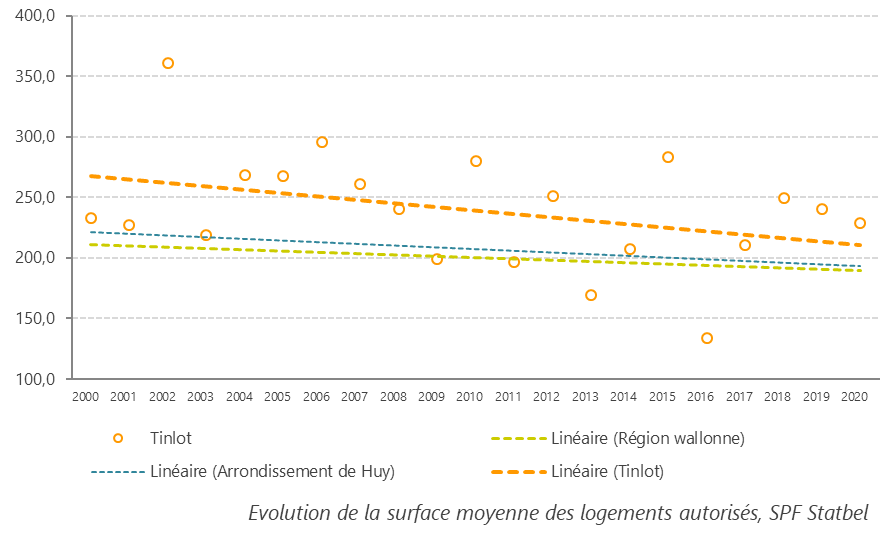 400,0
350,0
300,0
250,0
200,0
150,0
100,0
2000 2001 2002 2003 2004 2005 2006 2007 2008 2009 2010 2011 2012 2013 2014 2015 2016 2017 2018 2019 2020
Tinlot Linéaire (Région wallonne)
Linéaire (Arrondissement de Huy) Linéaire (Tinlot)
Evolution de la surface moyenne des logements autorisés, SPF Statbel